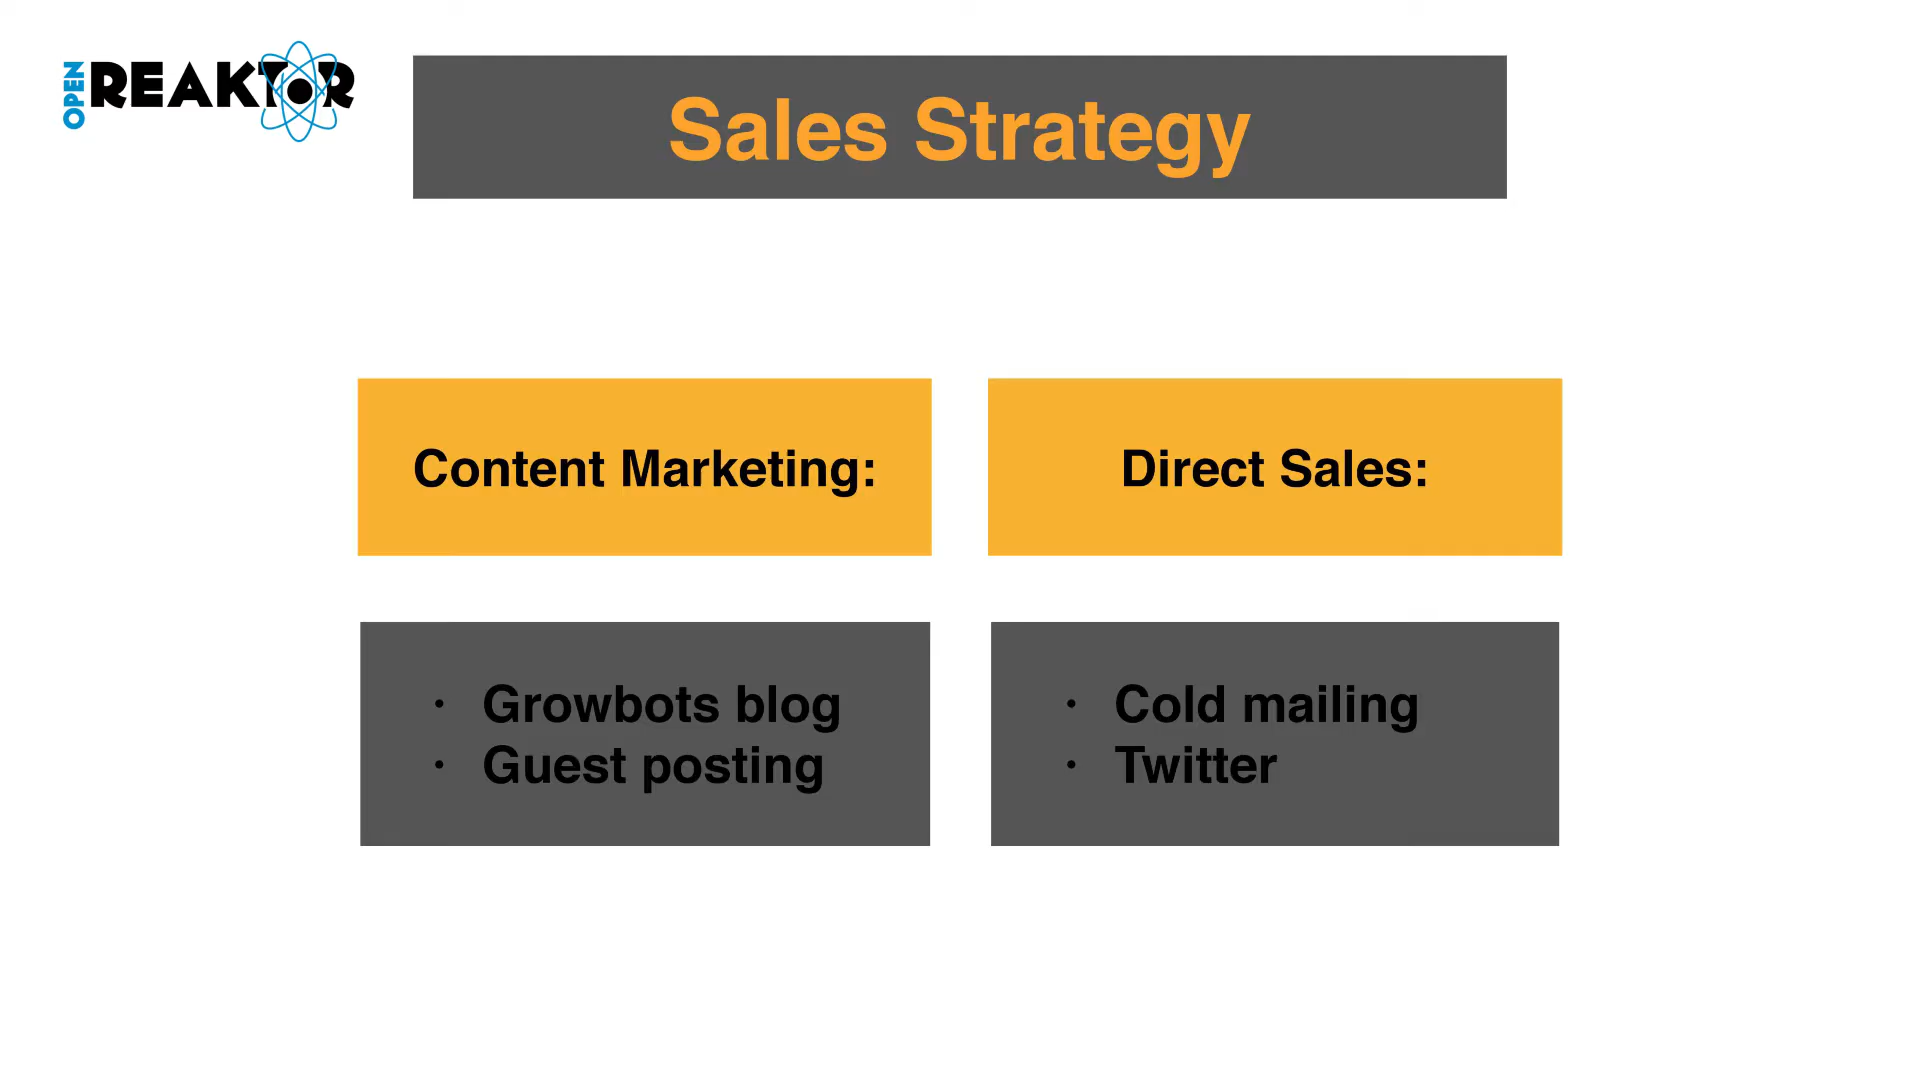 OPEN REAKTOR
Sales Strategy
Content Marketing:
Direct Sales:
· Growbots blog
· Guest posting
· Cold mailing
· Twitter